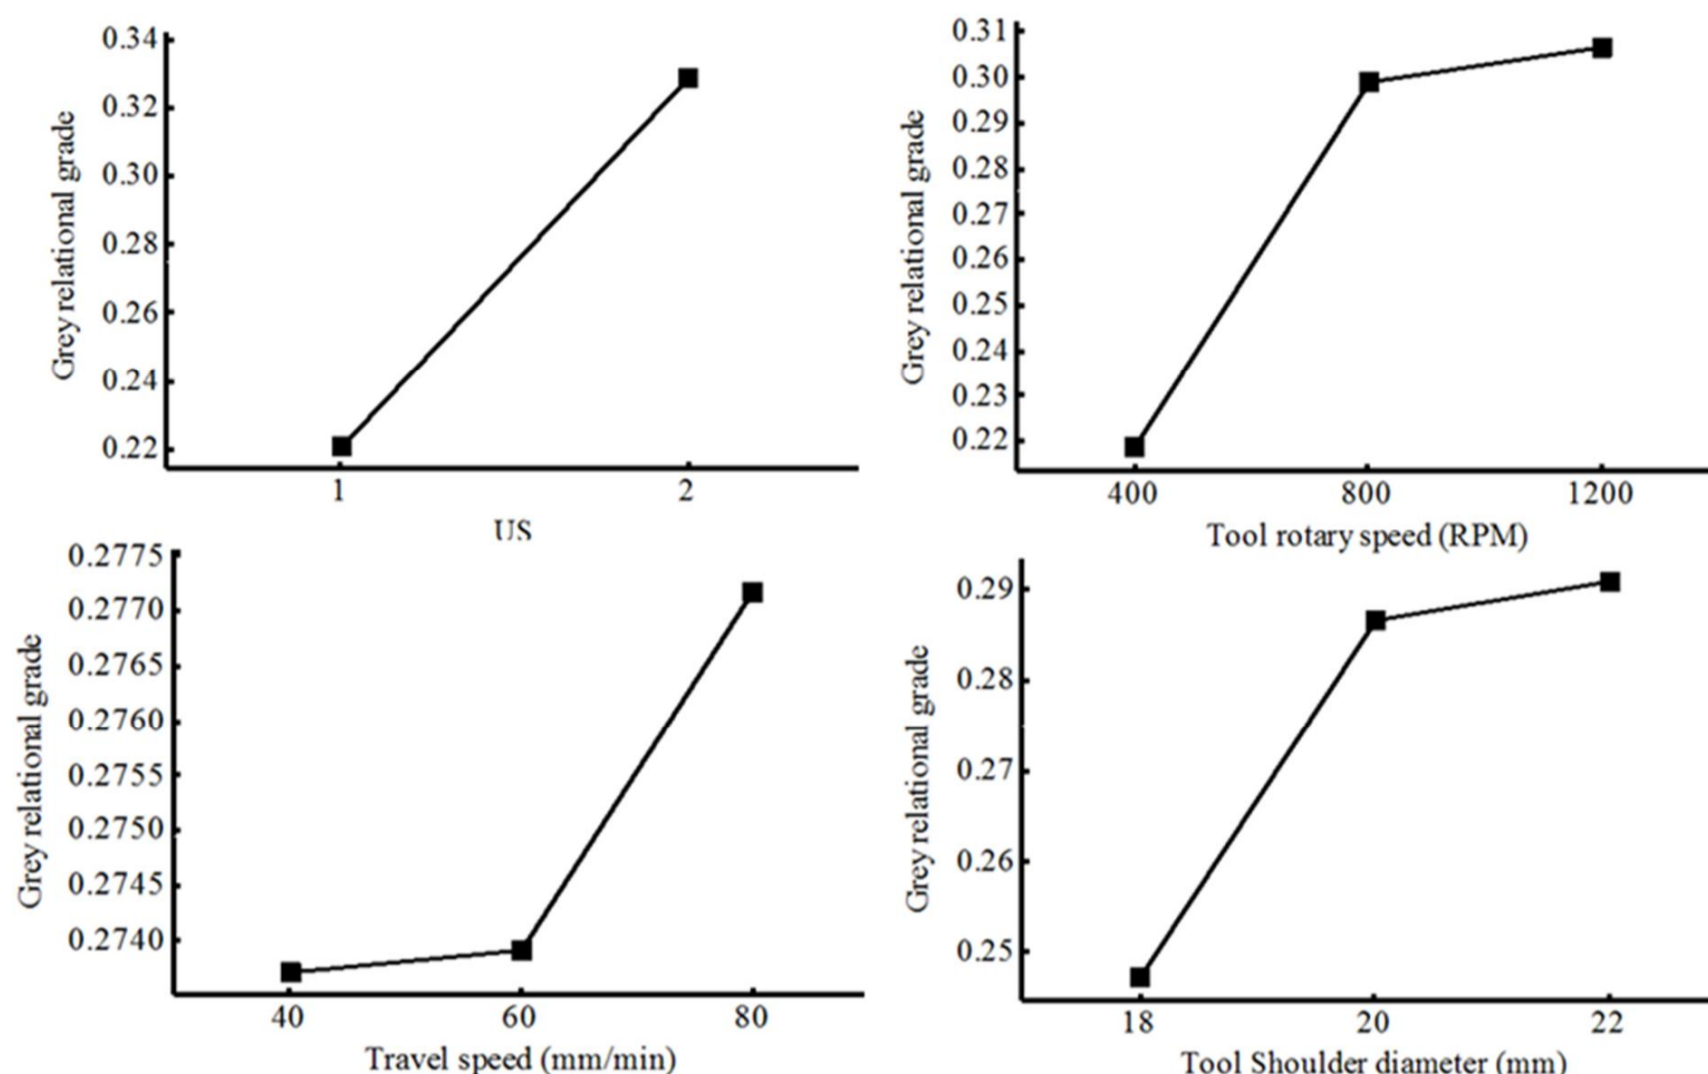 0.34
0.32
0.30
0.28
0.26
0.24
0.22
Grey relational grade
1 2
US
0.31
0.30
0.29
0.28
0.27
0.26
0.25
0.24
0.23
0.22
Grey relational grade
400 800 1200
Tool rotary speed (RPM)
0.2775
0.2770
0.2765
0.2760
0.2755
0.2750
0.2745
0.2740
Grey relational grade
40 60 80
Travel speed (mm/min)
0.29
0.28
0.27
0.26
0.25
Grey relational grade
18 20 22
Tool Shoulder diameter (mm)